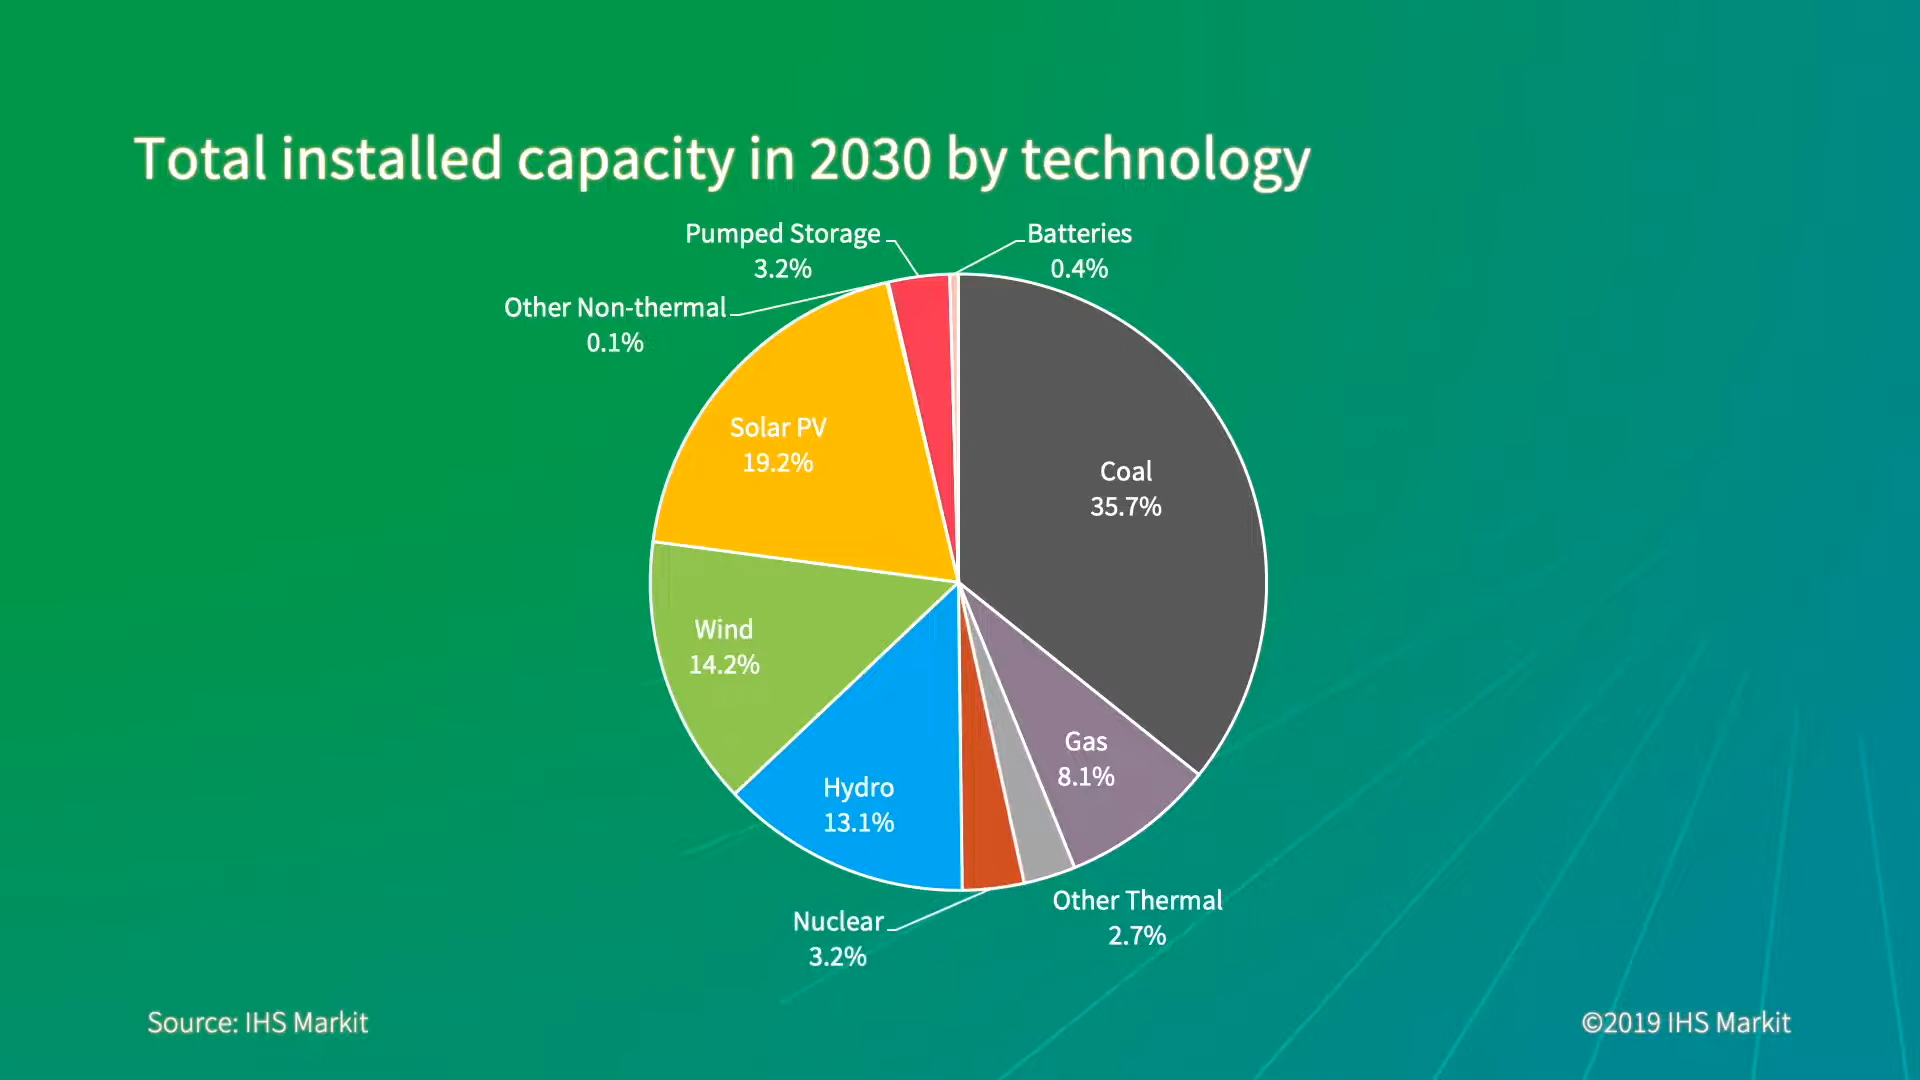 Total installed capacity in 2030 by technology
Pumped Storage
3.2%
Batteries
0.4%
Other Non-thermal
0.1%
Solar PV
19.2%
Coal
35.7%
Wind
14.2%
Gas
8.1%
Hydro
13.1%
Other Thermal
2.7%
Nuclear
3.2%
Source: IHS Markit
©2019 IHS Markit